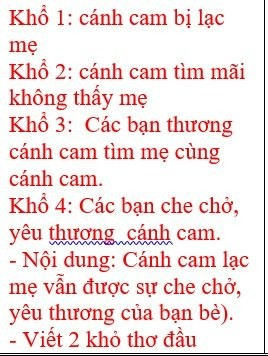 Khổ 1: cánh cam bị lạc
mẹ
Khổ 2: cánh cam tìm mãi
không thấy mẹ
Khổ 3:  Các bạn thương
cánh cam tìm mẹ cùng
cánh cam.
Khổ 4: Các bạn che chở,
yêu thương  cánh cam.
- Nội dung: Cánh cam lạc
mẹ vẫn được sự che chở,
yêu thương của bạn bè).
- Viết 2 khỏ thơ đầu